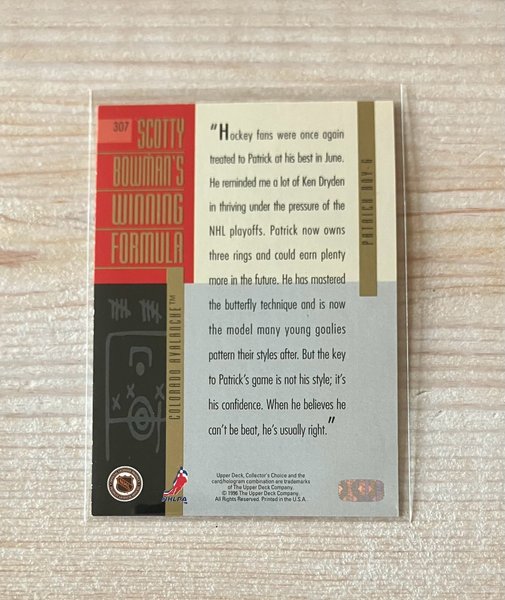 307
SCOTTY
BOWMAN'S
WINNING
FORMULA
"Hockey fans were once again
treated to Patrick at his best in June.
He reminded me a lot of Ken Dryden
in thriving under the pressure of the
NHL playoffs. Patrick now owns
three rings and could earn plenty
more in the future. He has mastered
the butterfly technique and is now
the model many young goalies
pattern their styles after. But the key
to Patrick's game is not his style; it's
his confidence. When he believes he
can't be beat, he's usually right."
PATRICK ROY·G
COLORADO AVALANCHE™
NHLPA
Upper Deck, Collector's Choice and the
card/hologram combination are trademarks
of The Upper Deck Company.
© 1996 The Upper Deck Company.
All Rights Reserved. Printed in the U.S.A.